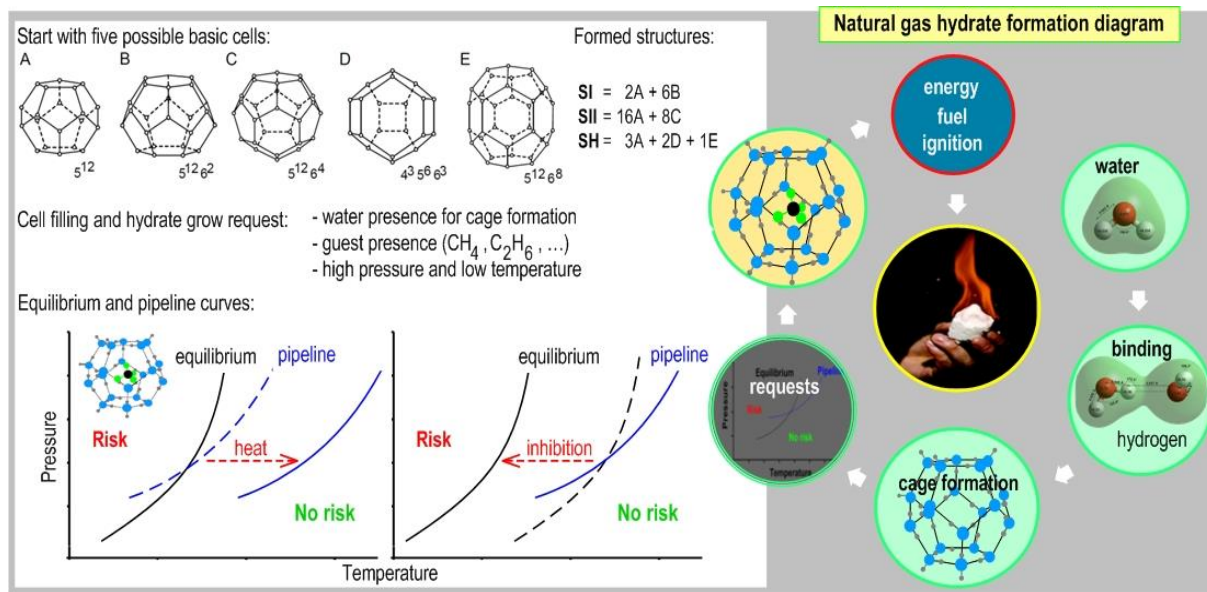 Start with five possible basic cells:
A B C D E
5¹² 5¹²6² 5¹²6⁴ 4³5⁶6³ 5¹²6⁸
Formed structures:
SI = 2A + 6B
SII = 16A + 8C
SH = 3A + 2D + 1E
Cell filling and hydrate grow request:
- water presence for cage formation
- guest presence (CH₄, C₂H₆, ...)
- high pressure and low temperature
Equilibrium and pipeline curves:
equilibrium
pipeline
Risk
heat
No risk
Pressure
equilibrium
pipeline
Risk
inhibition
No risk
Temperature
Natural gas hydrate formation diagram
energy
fuel
ignition
water
binding
hydrogen
cage formation
requests
Equilibrium
Pressure
Risk
No risk
Temperature